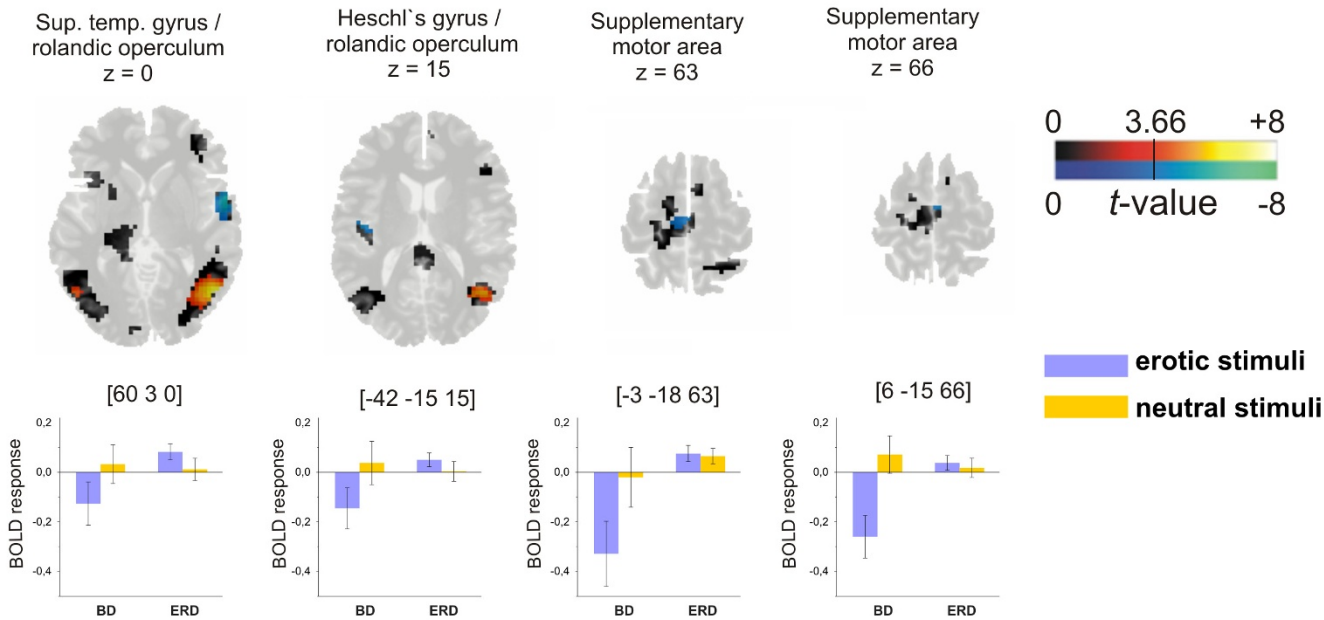 Sup. temp. gyrus /
rolandic operculum
z = 0
Heschl`s gyrus /
rolandic operculum
z = 15
Supplementary
motor area
z = 63
Supplementary
motor area
z = 66
0 3.66 +8
0 t-value -8
erotic stimuli
neutral stimuli
[60 3 0]
BOLD response
0,2
0,0
-0,2
-0,4
BD ERD
[-42 -15 15]
BOLD response
0,2
0,0
-0,2
-0,4
BD ERD
[-3 -18 63]
BOLD response
0,2
0,0
-0,2
-0,4
BD ERD
[6 -15 66]
BOLD response
0,2
0,0
-0,2
-0,4
BD ERD